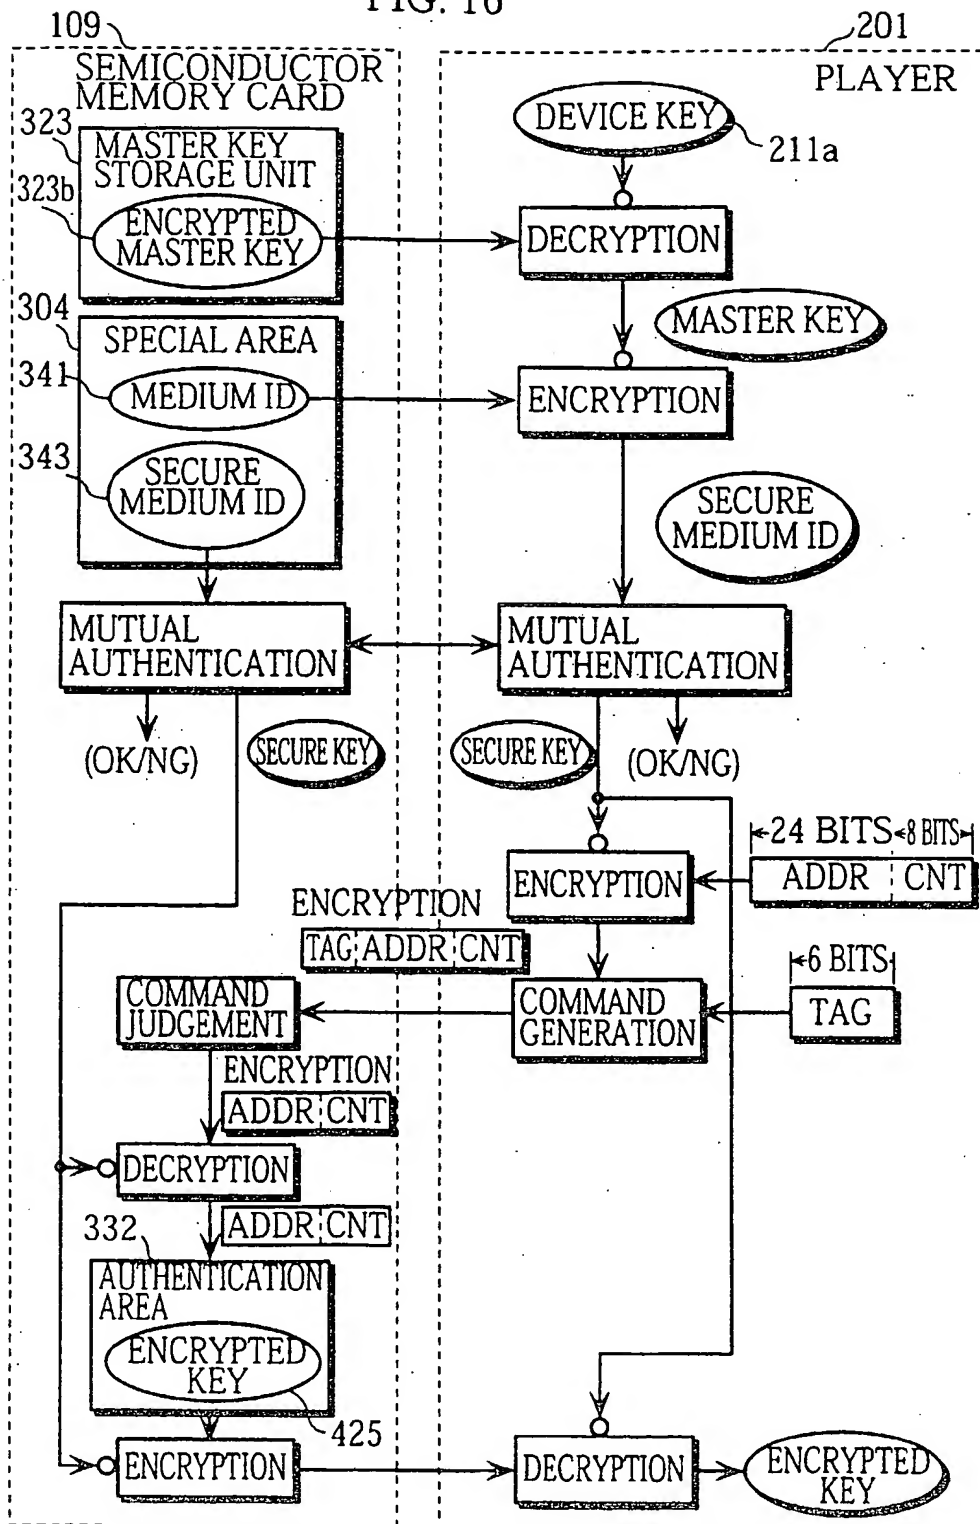 FIG. 16
109
201
SEMICONDUCTOR
MEMORY CARD
PLAYER
323
MASTER KEY
STORAGE UNIT
323b
ENCRYPTED
MASTER KEY
DEVICE KEY
211a
DECRYPTION
304
SPECIAL AREA
MASTER KEY
341
MEDIUM ID
ENCRYPTION
343
SECURE
MEDIUM ID
SECURE
MEDIUM ID
MUTUAL
AUTHENTICATION
MUTUAL
AUTHENTICATION
(OK/NG)
SECURE KEY
SECURE KEY
(OK/NG)
24 BITS
8 BITS
ENCRYPTION
ADDR
CNT
ENCRYPTION
TAG ADDR CNT
6 BITS
COMMAND
JUDGEMENT
COMMAND
GENERATION
TAG
ENCRYPTION
ADDR CNT
DECRYPTION
ADDR CNT
332
AUTHENTICATION
AREA
ENCRYPTED
KEY
425
ENCRYPTION
DECRYPTION
ENCRYPTED
KEY